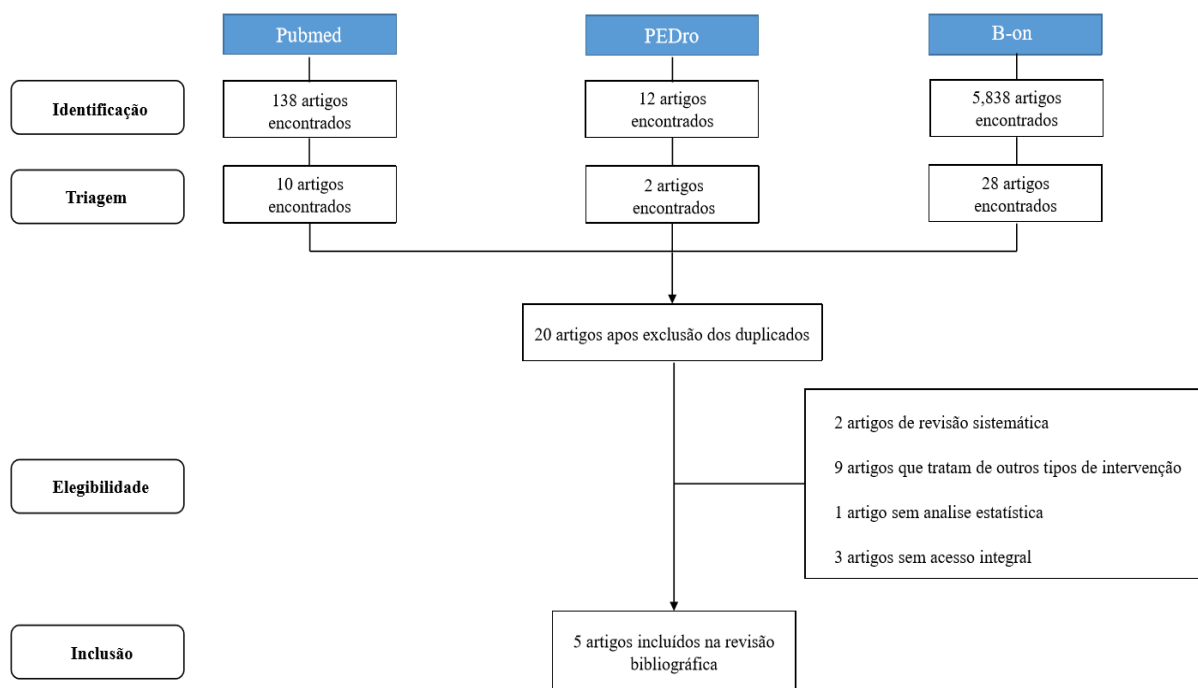 Pubmed
PEDro
B-on
Identificação
138 artigos
encontrados
12 artigos
encontrados
5,838 artigos
encontrados
Triagem
10 artigos
encontrados
2 artigos
encontrados
28 artigos
encontrados
20 artigos apos exclusão dos duplicados
Elegibilidade
2 artigos de revisão sistemática
9 artigos que tratam de outros tipos de intervenção
1 artigo sem analise estatística
3 artigos sem acesso integral
Inclusão
5 artigos incluídos na revisão
bibliográfica